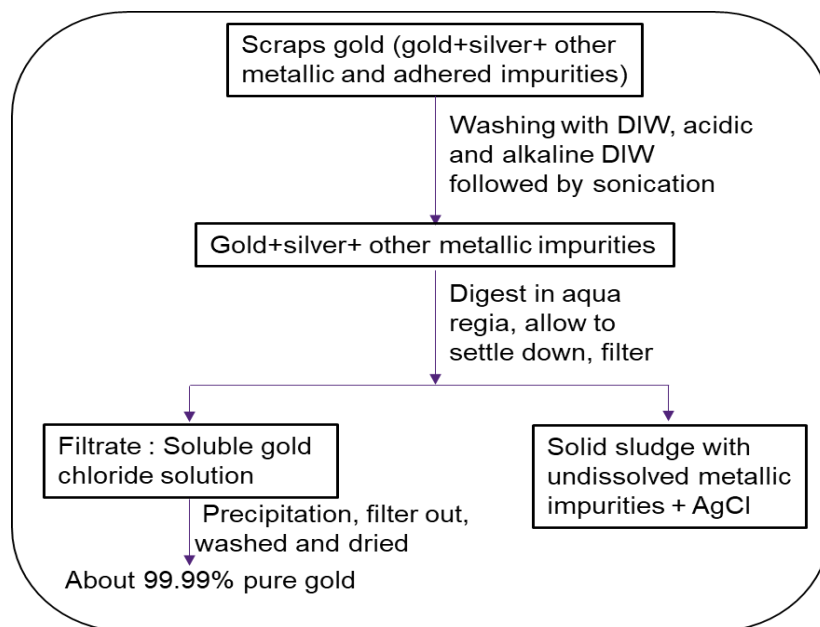 Scraps gold (gold+silver+ other
metallic and adhered impurities)
Washing with DIW, acidic
and alkaline DIW
followed by sonication
Gold+silver+ other metallic impurities
Digest in aqua
regia, allow to
settle down, filter
Filtrate : Soluble gold
chloride solution
Solid sludge with
undissolved metallic
impurities + AgCl
Precipitation, filter out,
washed and dried
About 99.99% pure gold